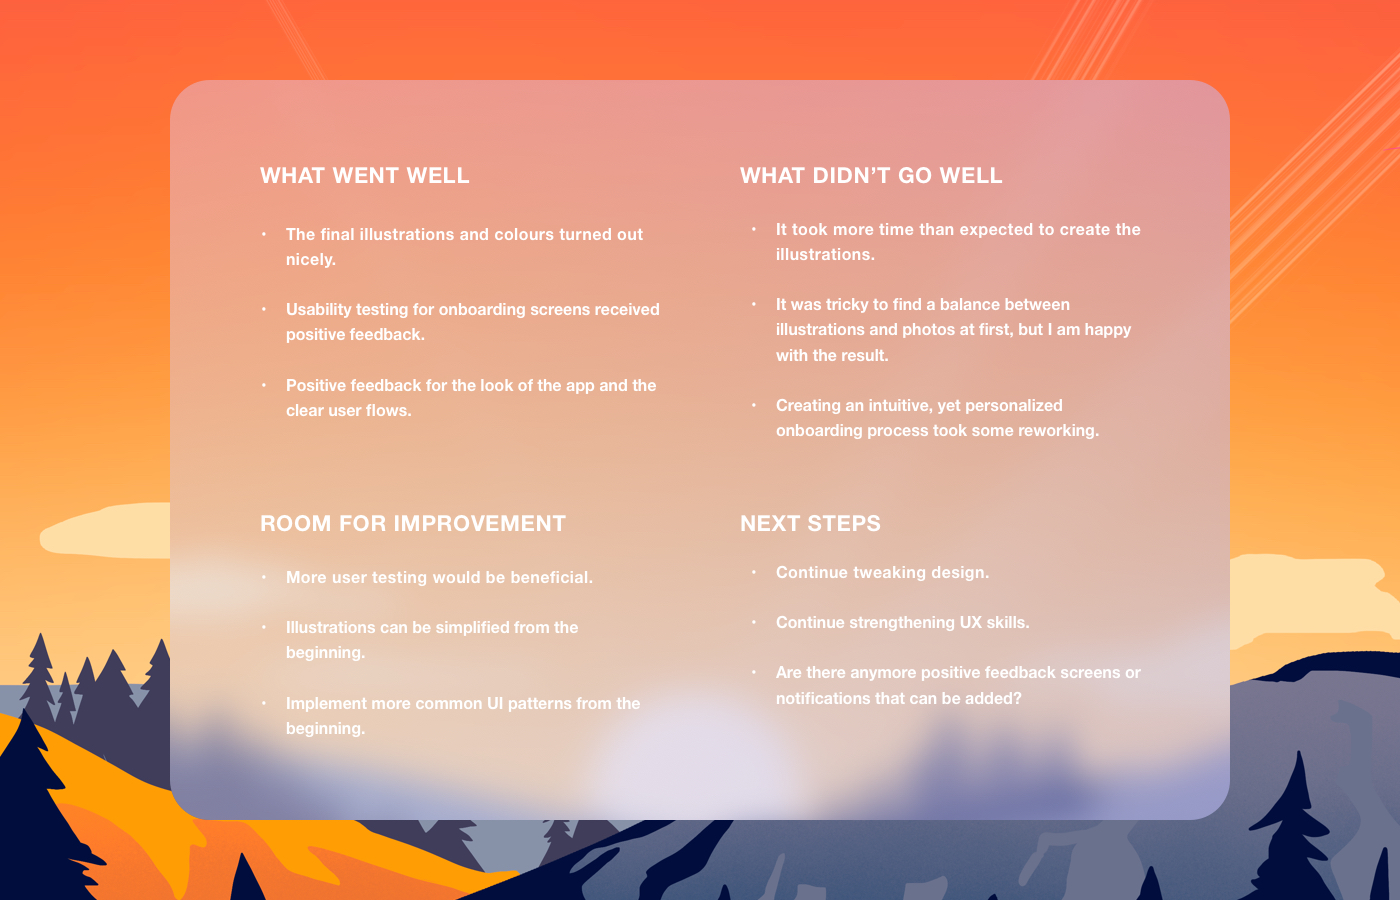 WHAT WENT WELL
• The final illustrations and colours turned out
nicely.
• Usability testing for onboarding screens received
positive feedback.
• Positive feedback for the look of the app and the
clear user flows.
WHAT DIDN’T GO WELL
• It took more time than expected to create the
illustrations.
• It was tricky to find a balance between
illustrations and photos at first, but I am happy
with the result.
• Creating an intuitive, yet personalized
onboarding process took some reworking.
ROOM FOR IMPROVEMENT
• More user testing would be beneficial.
• Illustrations can be simplified from the
beginning.
• Implement more common UI patterns from the
beginning.
NEXT STEPS
• Continue tweaking design.
• Continue strengthening UX skills.
• Are there anymore positive feedback screens or
notifications that can be added?